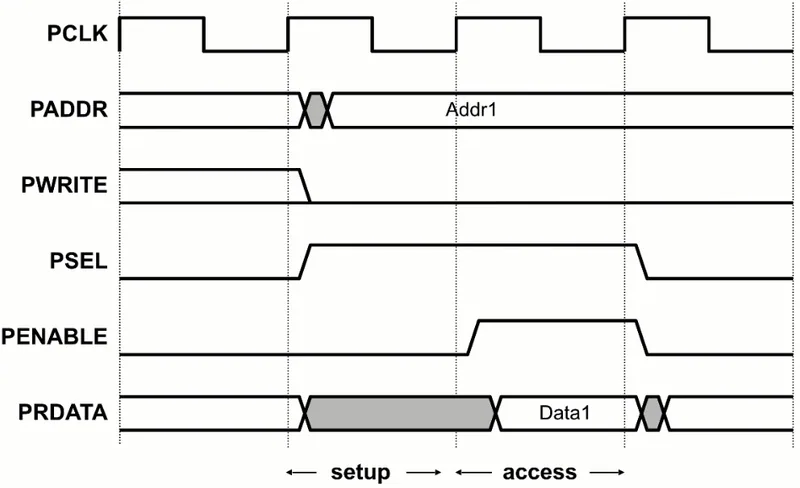 PCLK
PADDR
Addr1
PWRITE
PSEL
PENABLE
PRDATA
Data1
setup
access